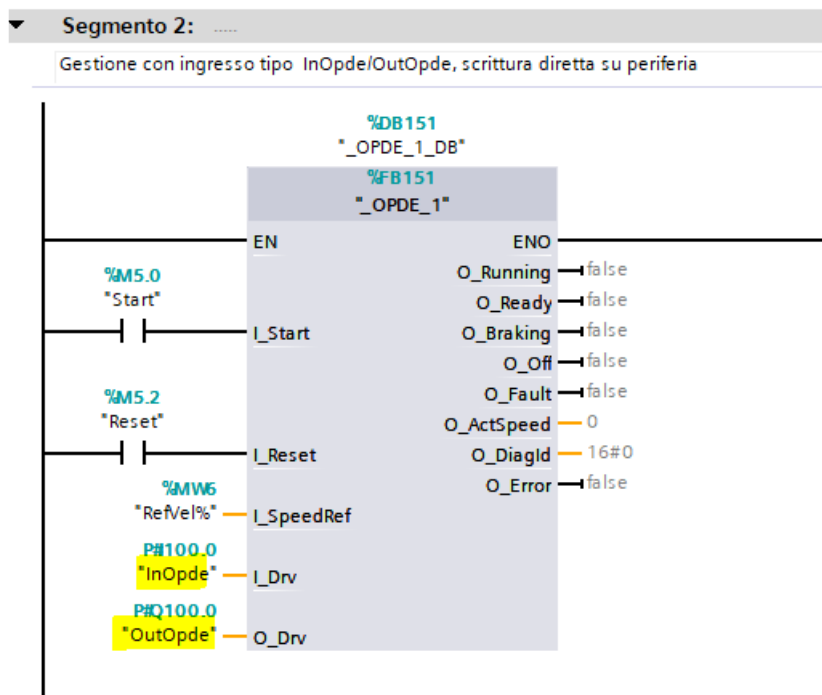 Segmento 2: .....
Gestione con ingresso tipo InOpde/OutOpde, scrittura diretta su periferia
%DB151
"_OPDE_1_DB"
%FB151
"_OPDE_1"
EN
ENO
O_Running false
%M5.0
O_Ready false
"Start"
I_Start
O_Braking false
O_Off false
%M5.2
O_Fault false
"Reset"
O_ActSpeed 0
I_Reset
O_DiagId 16#0
%MW6
O_Error false
"RefVel%" I_SpeedRef
P#I100.0
"InOpde" I_Drv
P#Q100.0
"OutOpde" O_Drv